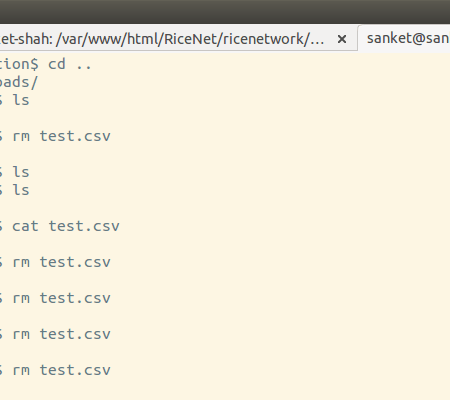 et-shah: /var/www/html/RiceNet/ricenetwork/... × sanket@san
tion$ cd ..
oads/
$ ls
$ rm test.csv
$ ls
$ ls
$ cat test.csv
$ rm test.csv
$ rm test.csv
$ rm test.csv
$ rm test.csv